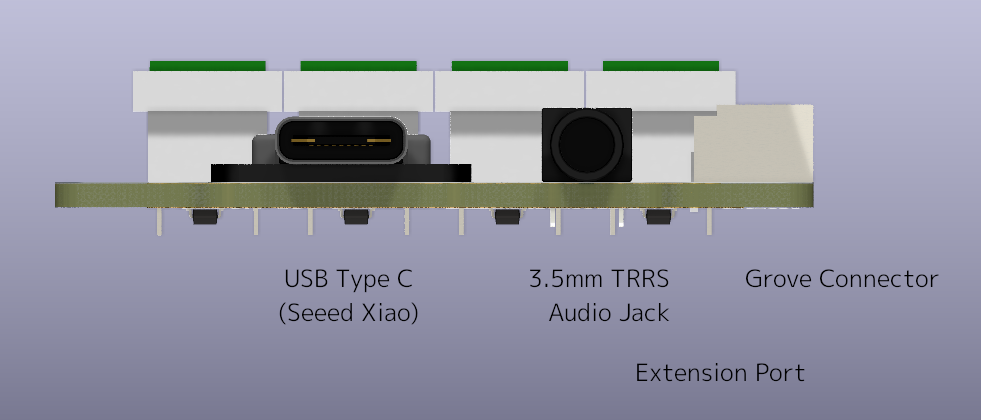 USB Type C
(Seeed Xiao)
3.5mm TRRS
Audio Jack
Grove Connector
Extension Port